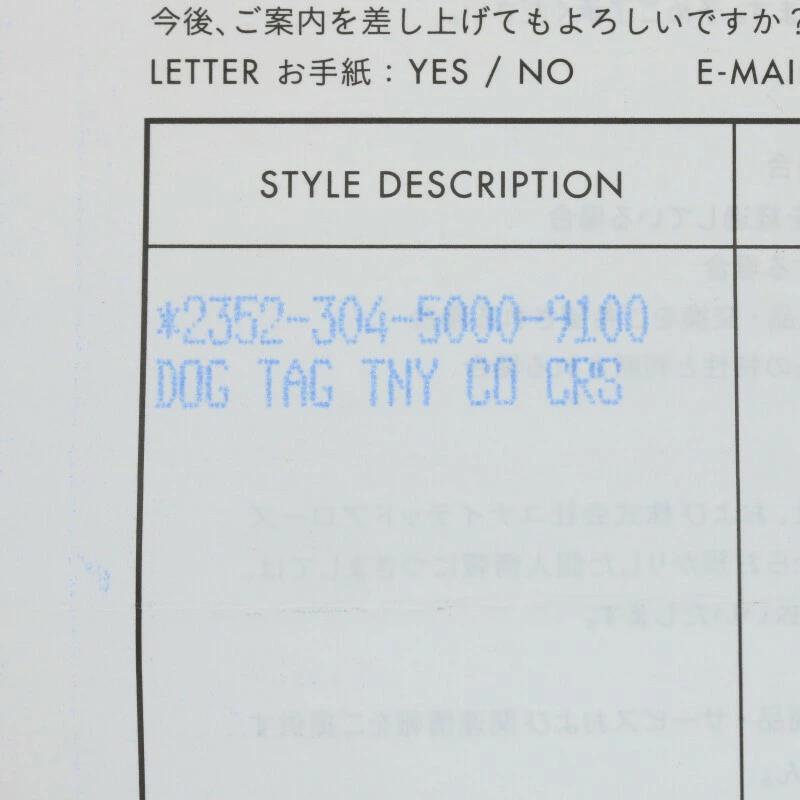 今後、ご案内を差し上げてもよろしいですか?
LETTER お手紙 : YES / NO E-MAI
STYLE DESCRIPTION
*2352-304-5000-9100
DOG TAG TNY CO CRS